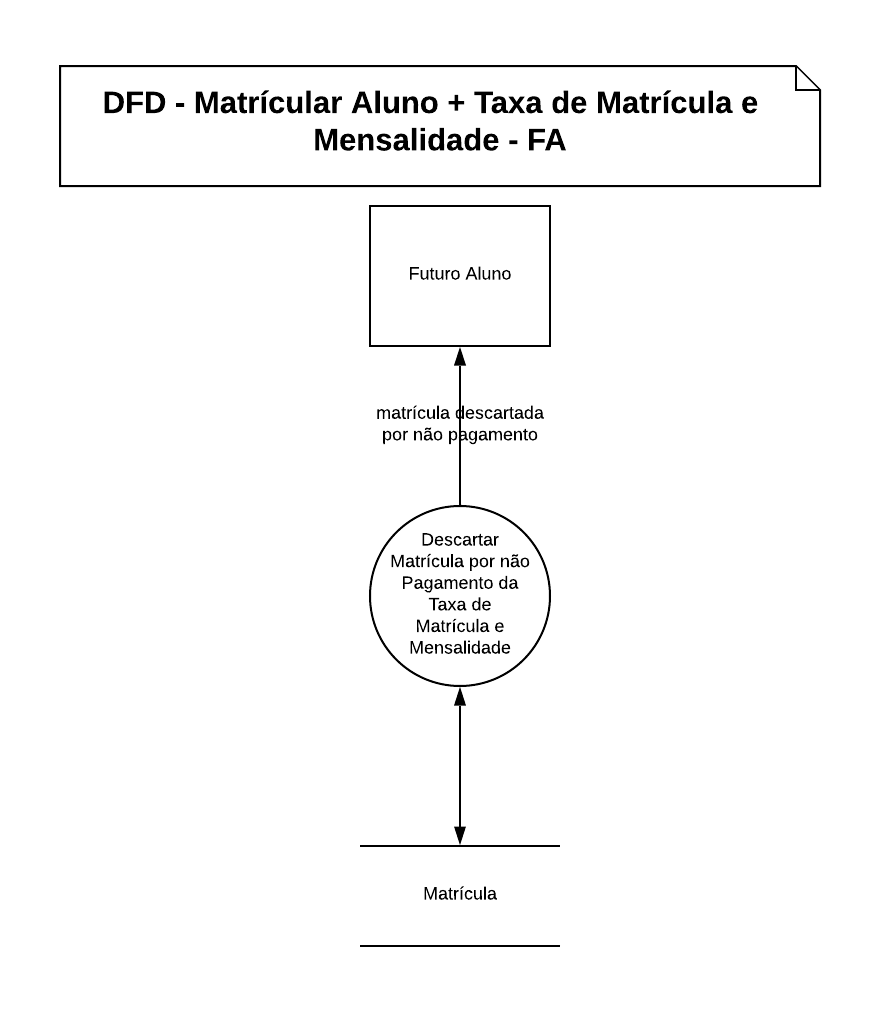 DFD - Matrícular Aluno + Taxa de Matrícula e
Mensalidade - FA
Futuro Aluno
matrícula descartada
por não pagamento
Descartar
Matrícula por não
Pagamento da
Taxa de
Matrícula e
Mensalidade
Matrícula